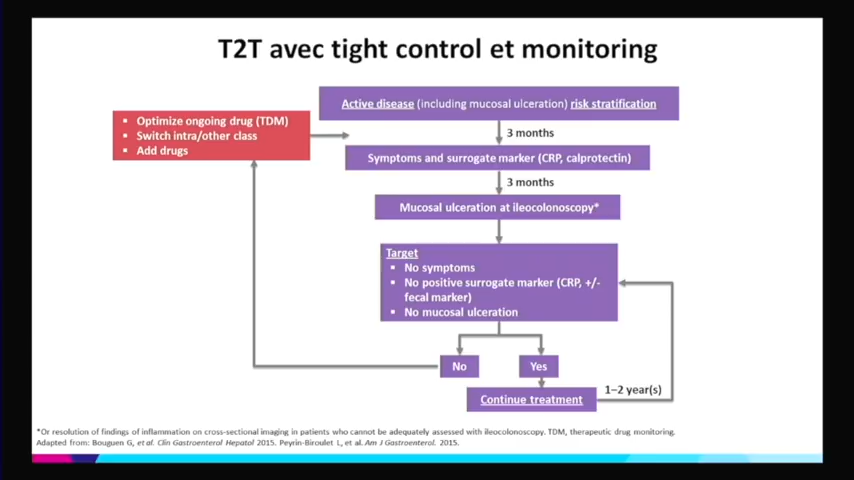 T2T avec tight control et monitoring
Active disease (including mucosal ulceration) risk stratification
▪ Optimize ongoing drug (TDM)
▪ Switch intra/other class
▪ Add drugs
3 months
Symptoms and surrogate marker (CRP, calprotectin)
3 months
Mucosal ulceration at ileocolonoscopy*
Target
▪ No symptoms
▪ No positive surrogate marker (CRP, +/-
fecal marker)
▪ No mucosal ulceration
No
Yes
1–2 year(s)
Continue treatment
*Or resolution of findings of inflammation on cross-sectional imaging in patients who cannot be adequately assessed with ileocolonoscopy. TDM, therapeutic drug monitoring.
Adapted from: Bouguen G, et al. Clin Gastroenterol Hepatol 2015. Peyrin-Biroulet L, et al. Am J Gastroenterol. 2015.